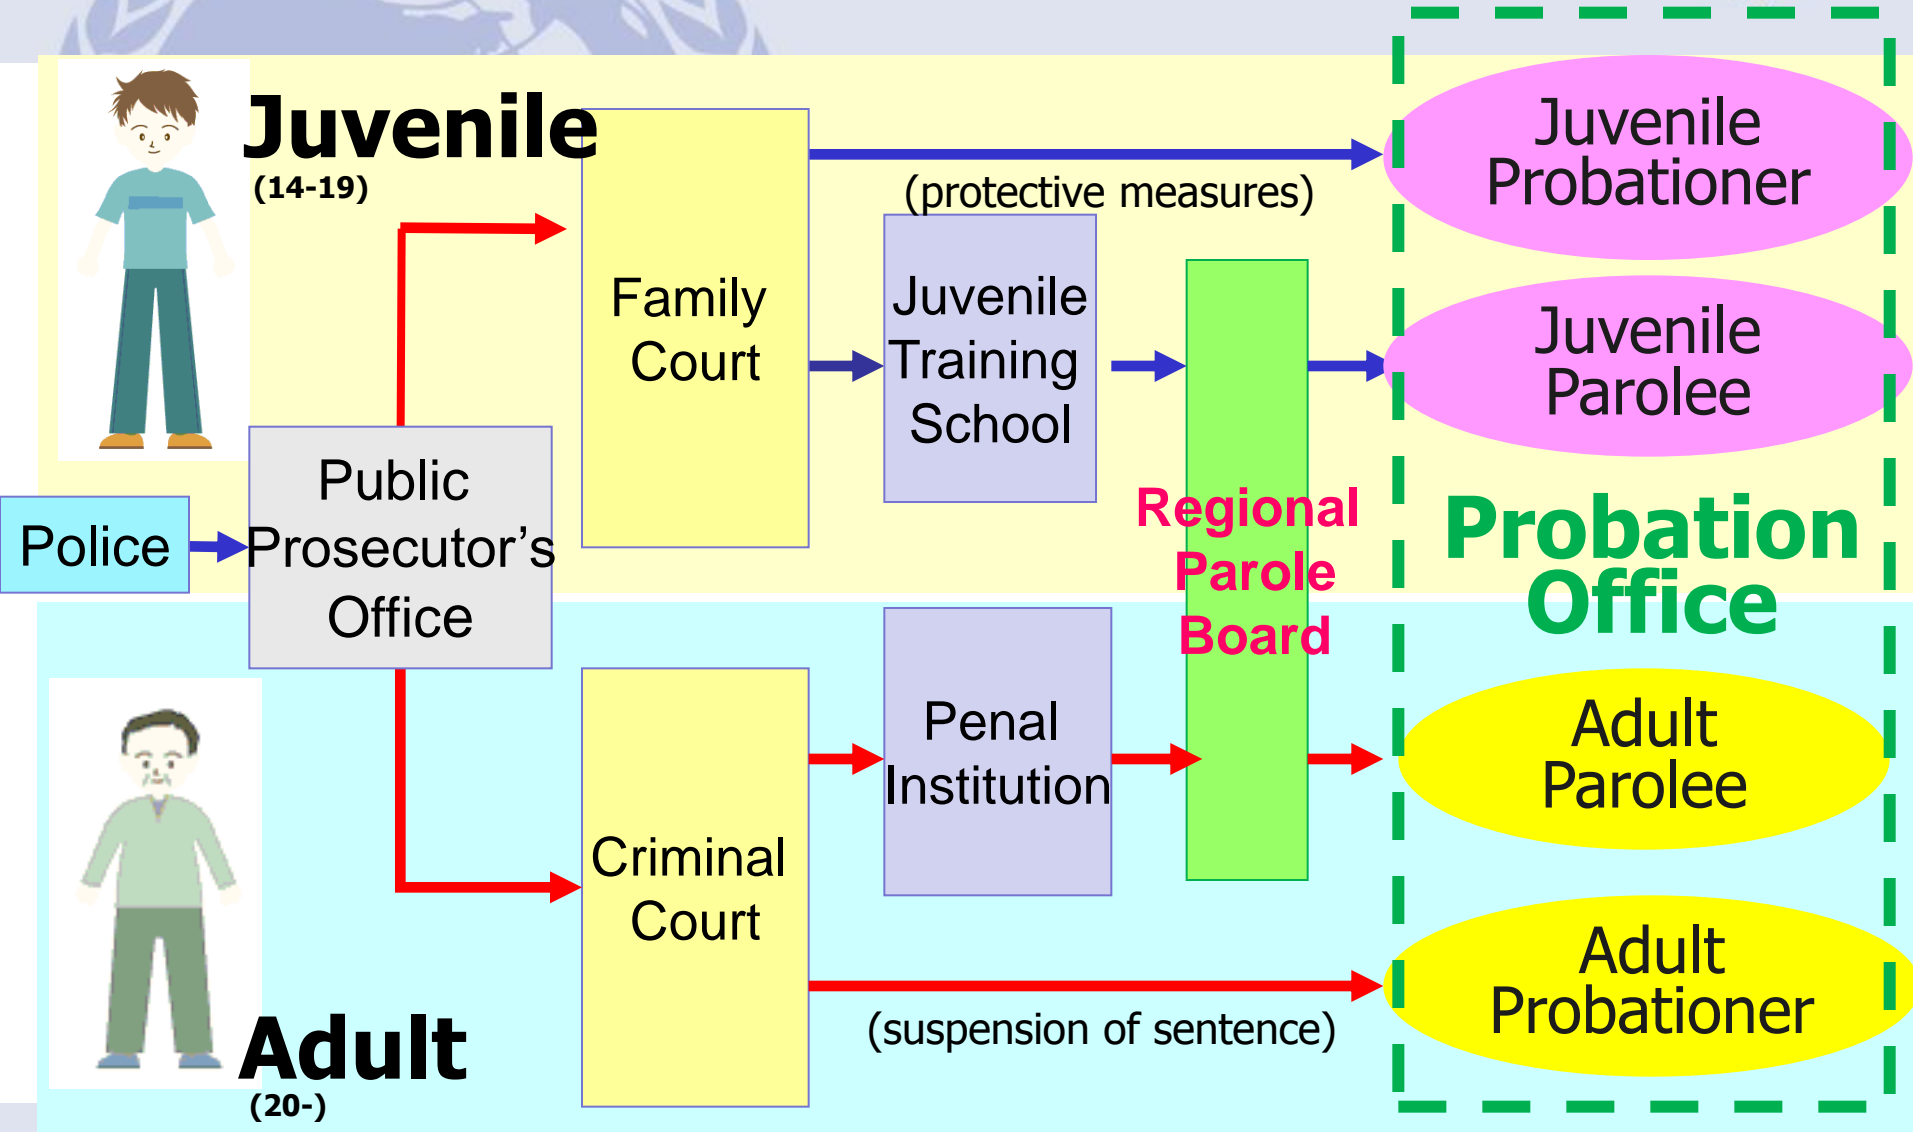 Juvenile
(14-19)
Family
Court
(protective measures)
Juvenile
Training
School
Juvenile
Probationer
Juvenile
Parolee
Police
Public
Prosecutor’s
Office
Regional
Parole
Board
Probation
Office
Adult
(20-)
Criminal
Court
Penal
Institution
(suspension of sentence)
Adult
Parolee
Adult
Probationer